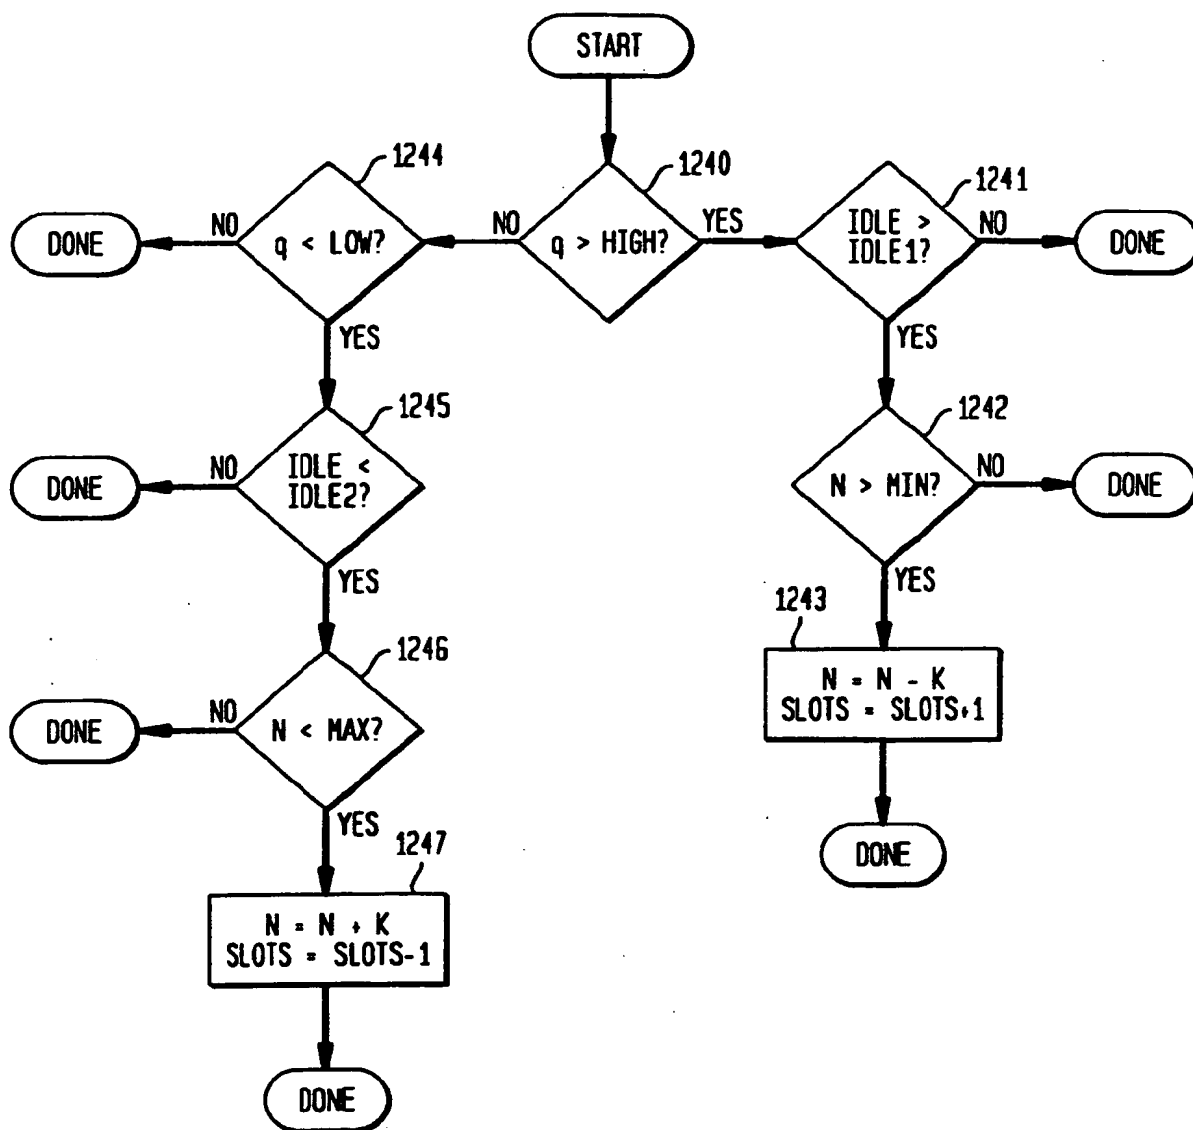 START
1244
1240
1241
NO
q < LOW?
NO
q > HIGH?
YES
IDLE >
IDLE1?
NO
DONE
DONE
YES
YES
1245
1242
NO
IDLE <
IDLE2?
DONE
N > MIN?
NO
DONE
YES
YES
1243
N = N - K
SLOTS = SLOTS+1
1246
NO
N < MAX?
DONE
YES
DONE
1247
N = N + K
SLOTS = SLOTS-1
DONE